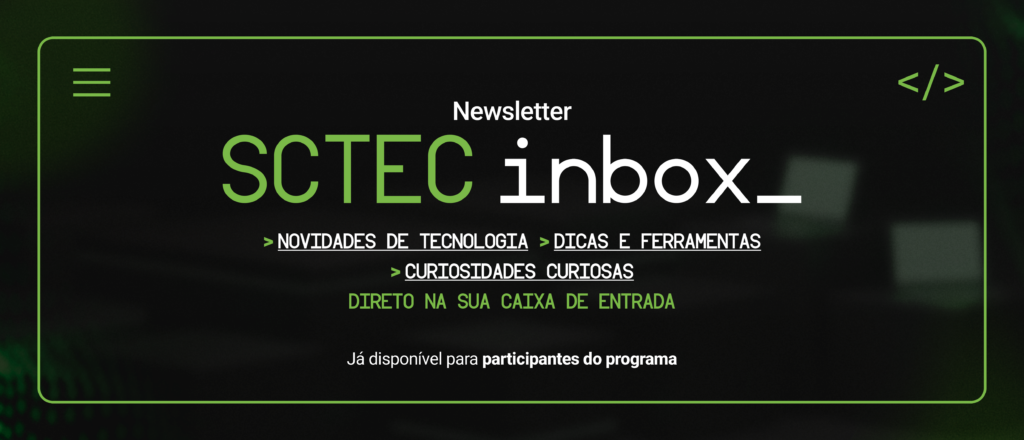 </>
Newsletter
SCTEC inbox_
> NOVIDADES DE TECNOLOGIA > DICAS E FERRAMENTAS
> CURIOSIDADES CURIOSAS
DIRETO NA SUA CAIXA DE ENTRADA
Já disponível para participantes do programa